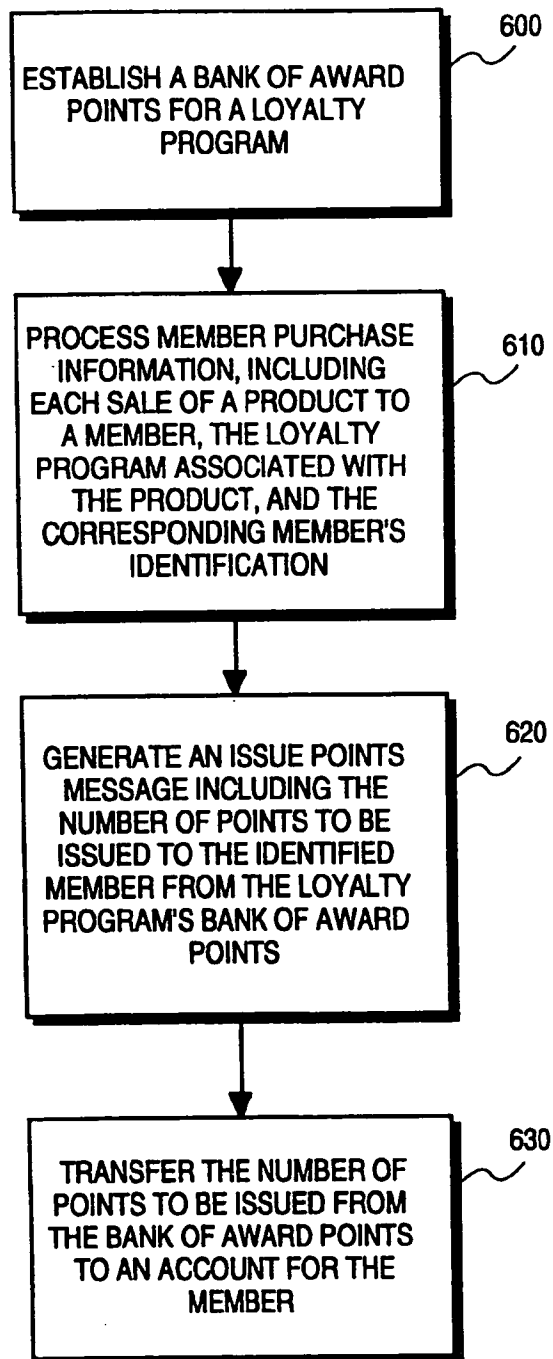 600
ESTABLISH A BANK OF AWARD
POINTS FOR A LOYALTY
PROGRAM
610
PROCESS MEMBER PURCHASE
INFORMATION, INCLUDING
EACH SALE OF A PRODUCT TO
A MEMBER, THE LOYALTY
PROGRAM ASSOCIATED WITH
THE PRODUCT, AND THE
CORRESPONDING MEMBER'S
IDENTIFICATION
620
GENERATE AN ISSUE POINTS
MESSAGE INCLUDING THE
NUMBER OF POINTS TO BE
ISSUED TO THE IDENTIFIED
MEMBER FROM THE LOYALTY
PROGRAM'S BANK OF AWARD
POINTS
630
TRANSFER THE NUMBER OF
POINTS TO BE ISSUED FROM
THE BANK OF AWARD POINTS
TO AN ACCOUNT FOR THE
MEMBER